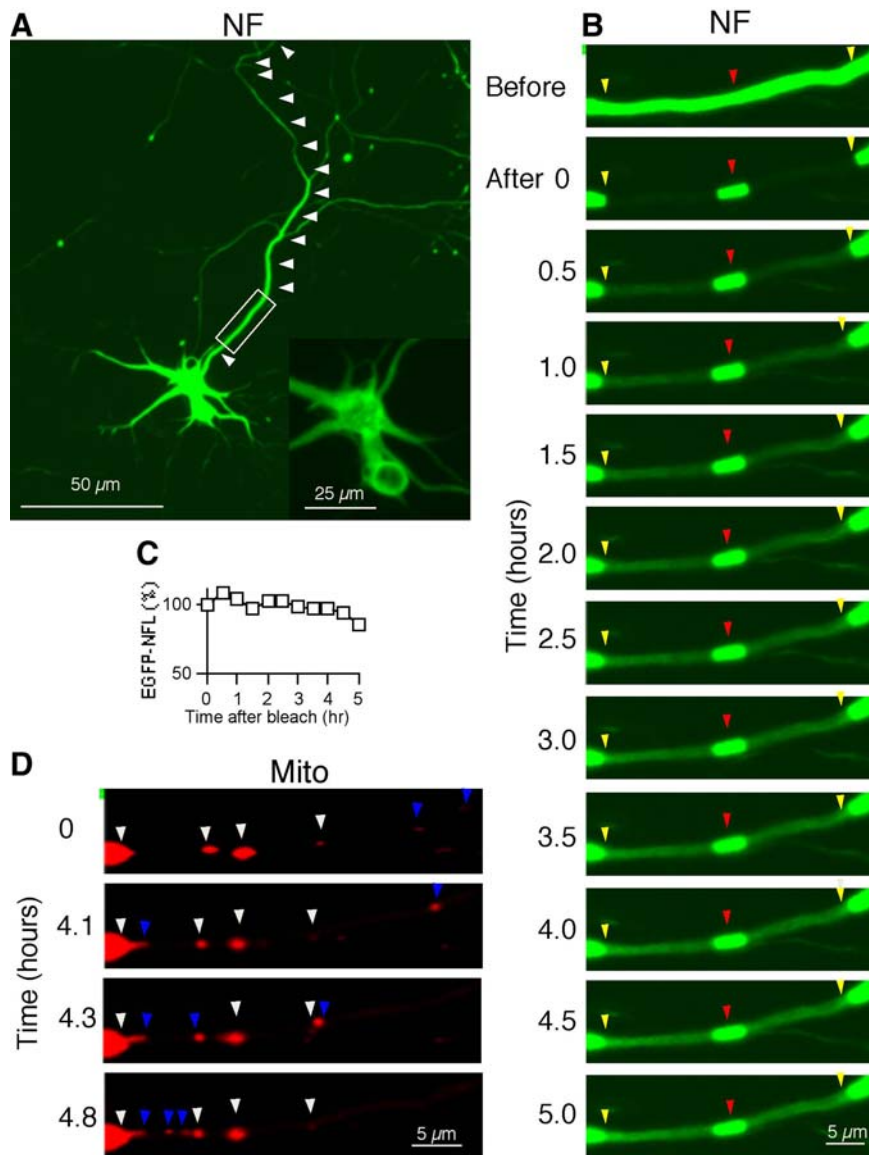 A
NF
50 µm
25 µm
B
NF
Before
After 0
0.5
1.0
1.5
2.0
2.5
3.0
3.5
4.0
4.5
5.0
Time (hours)
5 µm
C
EGFP-NFL (%)
100
50
0 1 2 3 4 5
Time after bleach (hr)
D
Mito
0
4.1
4.3
4.8
Time (hours)
5 µm